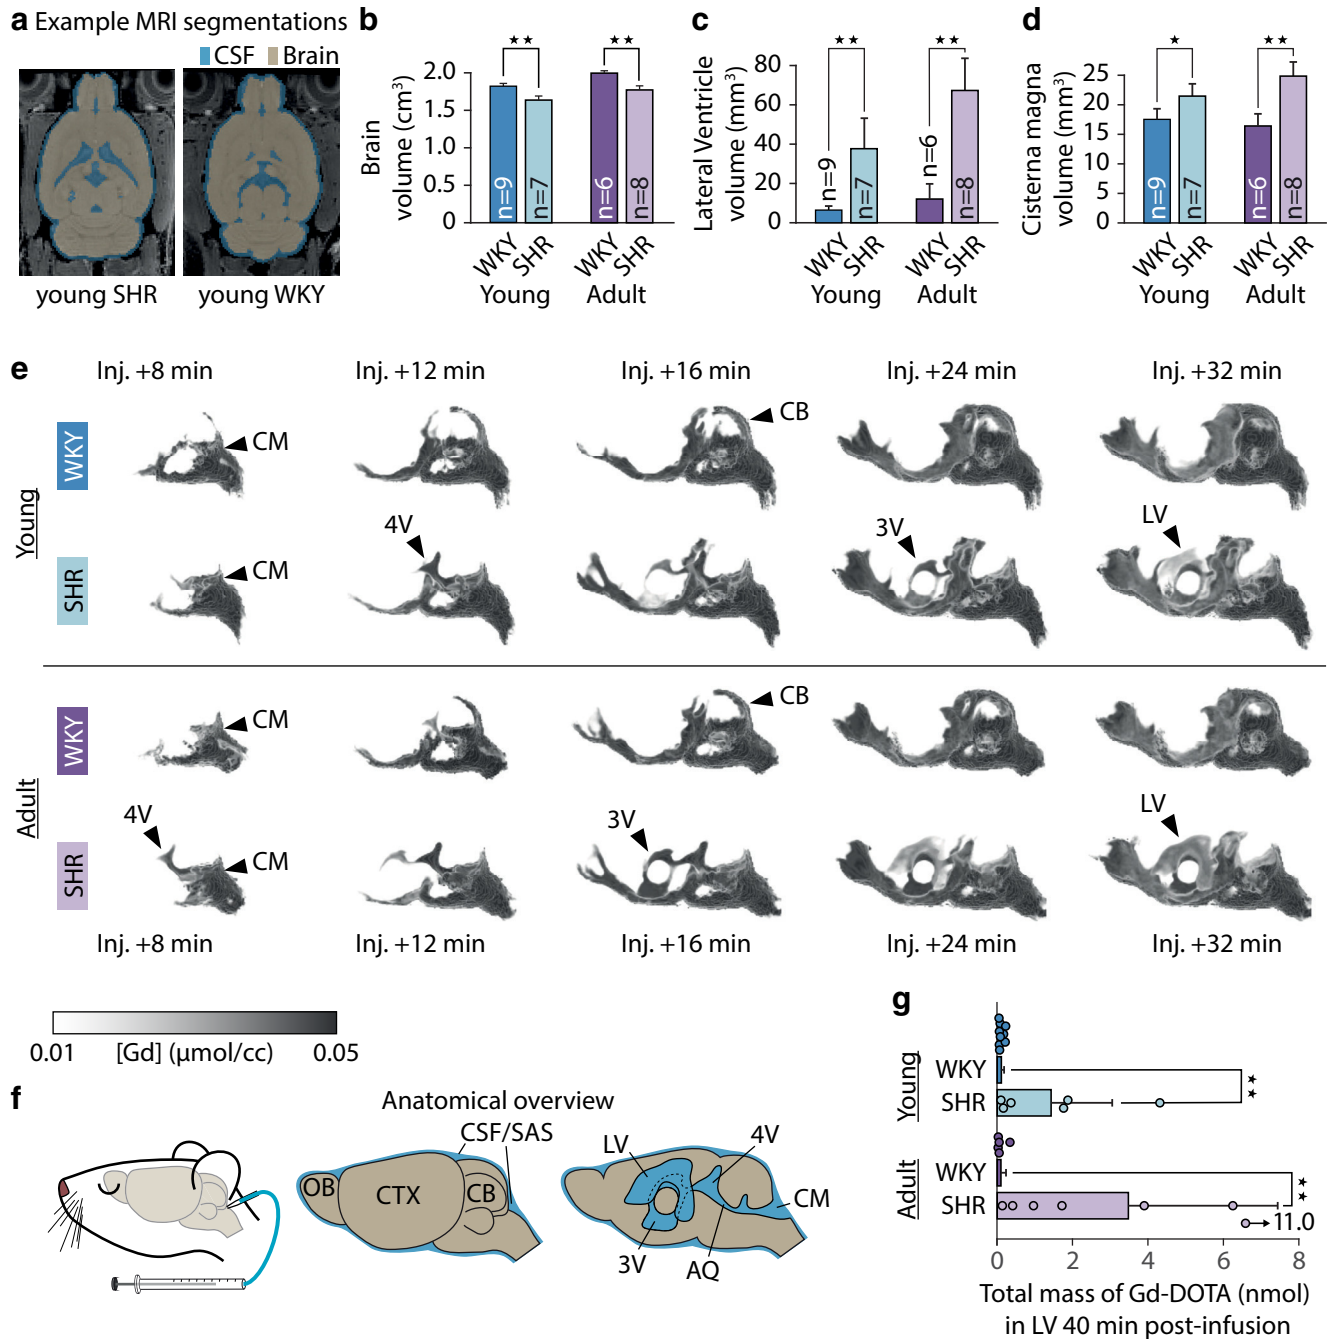 a Example MRI segmentations
CSF Brain
young SHR young WKY
b
Brain
volume (cm³)
2.0
1.5
1.0
0.5
0
★★ ★★
n=9 n=7 n=6 n=8
WKY SHR WKY SHR
Young Adult
c
Lateral Ventricle
volume (mm³)
80
60
40
20
0
★★ ★★
n=9 n=7 n=6 n=8
WKY SHR WKY SHR
Young Adult
d
Cisterna magna
volume (mm³)
25
20
15
10
5
0
★ ★★
n=9 n=7 n=6 n=8
WKY SHR WKY SHR
Young Adult
e
Inj. +8 min Inj. +12 min Inj. +16 min Inj. +24 min Inj. +32 min
Young
WKY
CM CB
SHR
CM 4V 3V LV
Adult
WKY
CM CB
SHR
4V CM 3V LV
Inj. +8 min Inj. +12 min Inj. +16 min Inj. +24 min Inj. +32 min
0.01 [Gd] (µmol/cc) 0.05
f
Anatomical overview
CSF/SAS
OB CTX CB
LV 4V
CM
3V AQ
g
Young
WKY
SHR
★★
Adult
WKY
SHR
★★
11.0
0 2 4 6 8
Total mass of Gd-DOTA (nmol)
in LV 40 min post-infusion